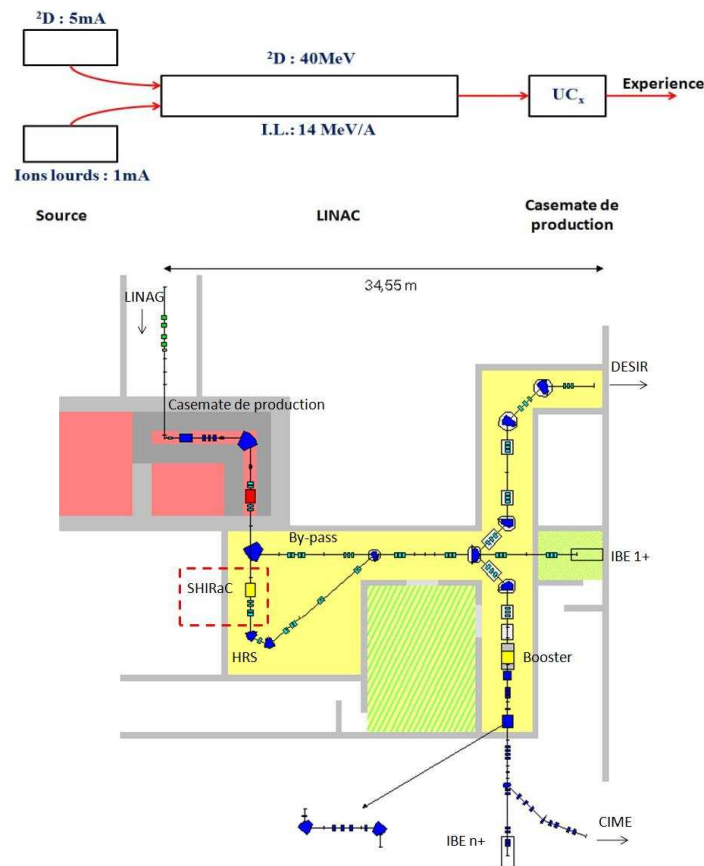 ²D : 5mA
²D : 40MeV
UCₓ
Experience
I.L.: 14 MeV/A
Ions lourds : 1mA
Source
LINAC
Casemate de
production
34,55 m
LINAG
DESIR
Casemate de production
By-pass
IBE 1+
SHIRaC
HRS
Booster
CIME
IBE n+